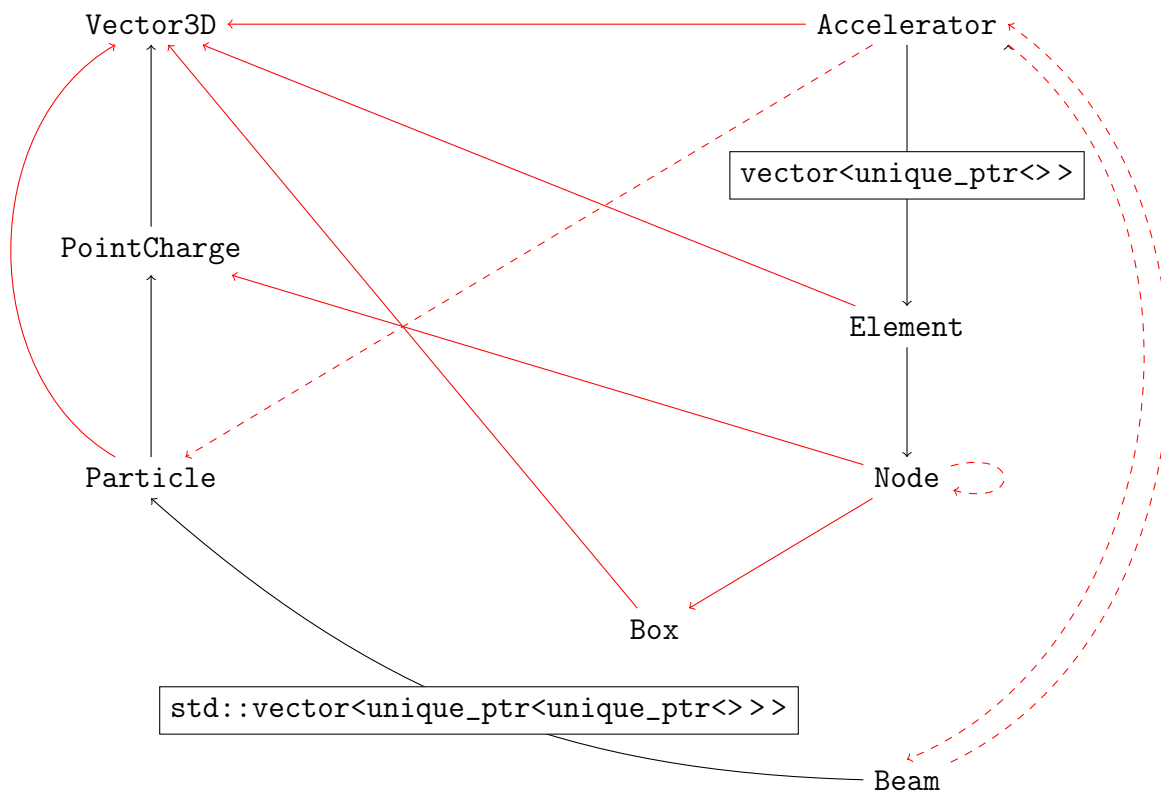 Vector3D
Accelerator
vector<unique_ptr<>>
PointCharge
Element
Particle
Node
Box
std::vector<unique_ptr<unique_ptr<>>>
Beam